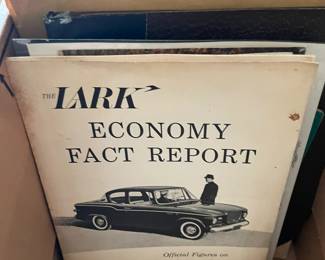 THE LARK
ECONOMY
FACT REPORT
Official Figures on